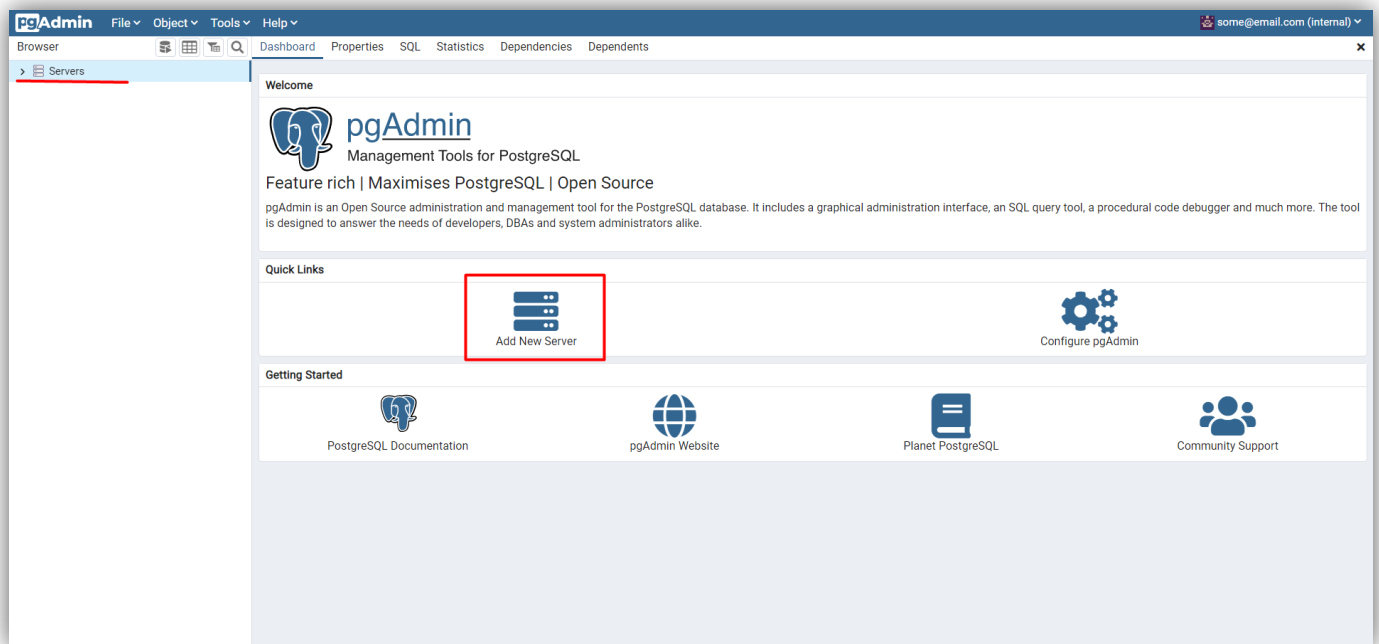 pgAdmin File Object Tools Help some@email.com (internal)
Browser Dashboard Properties SQL Statistics Dependencies Dependents
Servers
Welcome
pgAdmin
Management Tools for PostgreSQL
Feature rich | Maximises PostgreSQL | Open Source
pgAdmin is an Open Source administration and management tool for the PostgreSQL database. It includes a graphical administration interface, an SQL query tool, a procedural code debugger and much more. The tool
is designed to answer the needs of developers, DBAs and system administrators alike.
Quick Links
Add New Server Configure pgAdmin
Getting Started
PostgreSQL Documentation pgAdmin Website Planet PostgreSQL Community Support